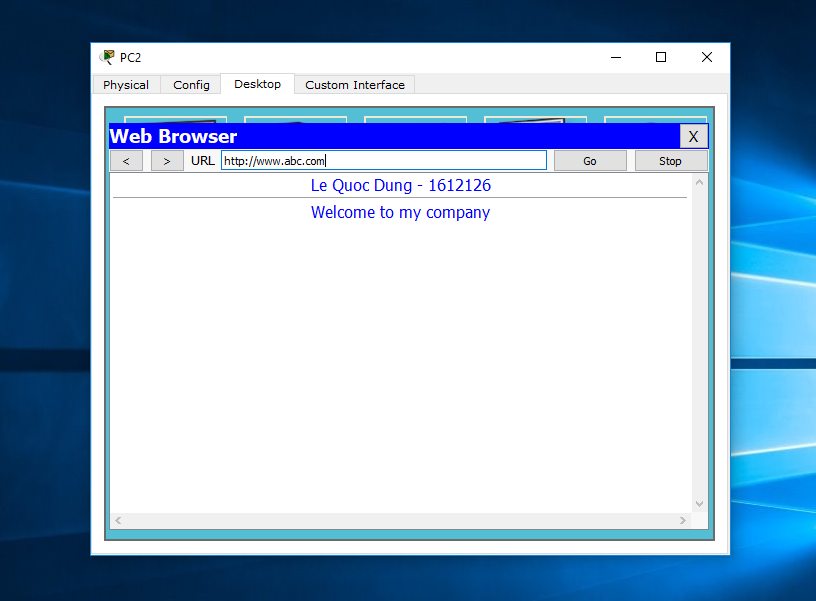 PC2
Physical Config Desktop Custom Interface
Web Browser X
< > URL http://www.abc.com Go Stop
Le Quoc Dung - 1612126
Welcome to my company